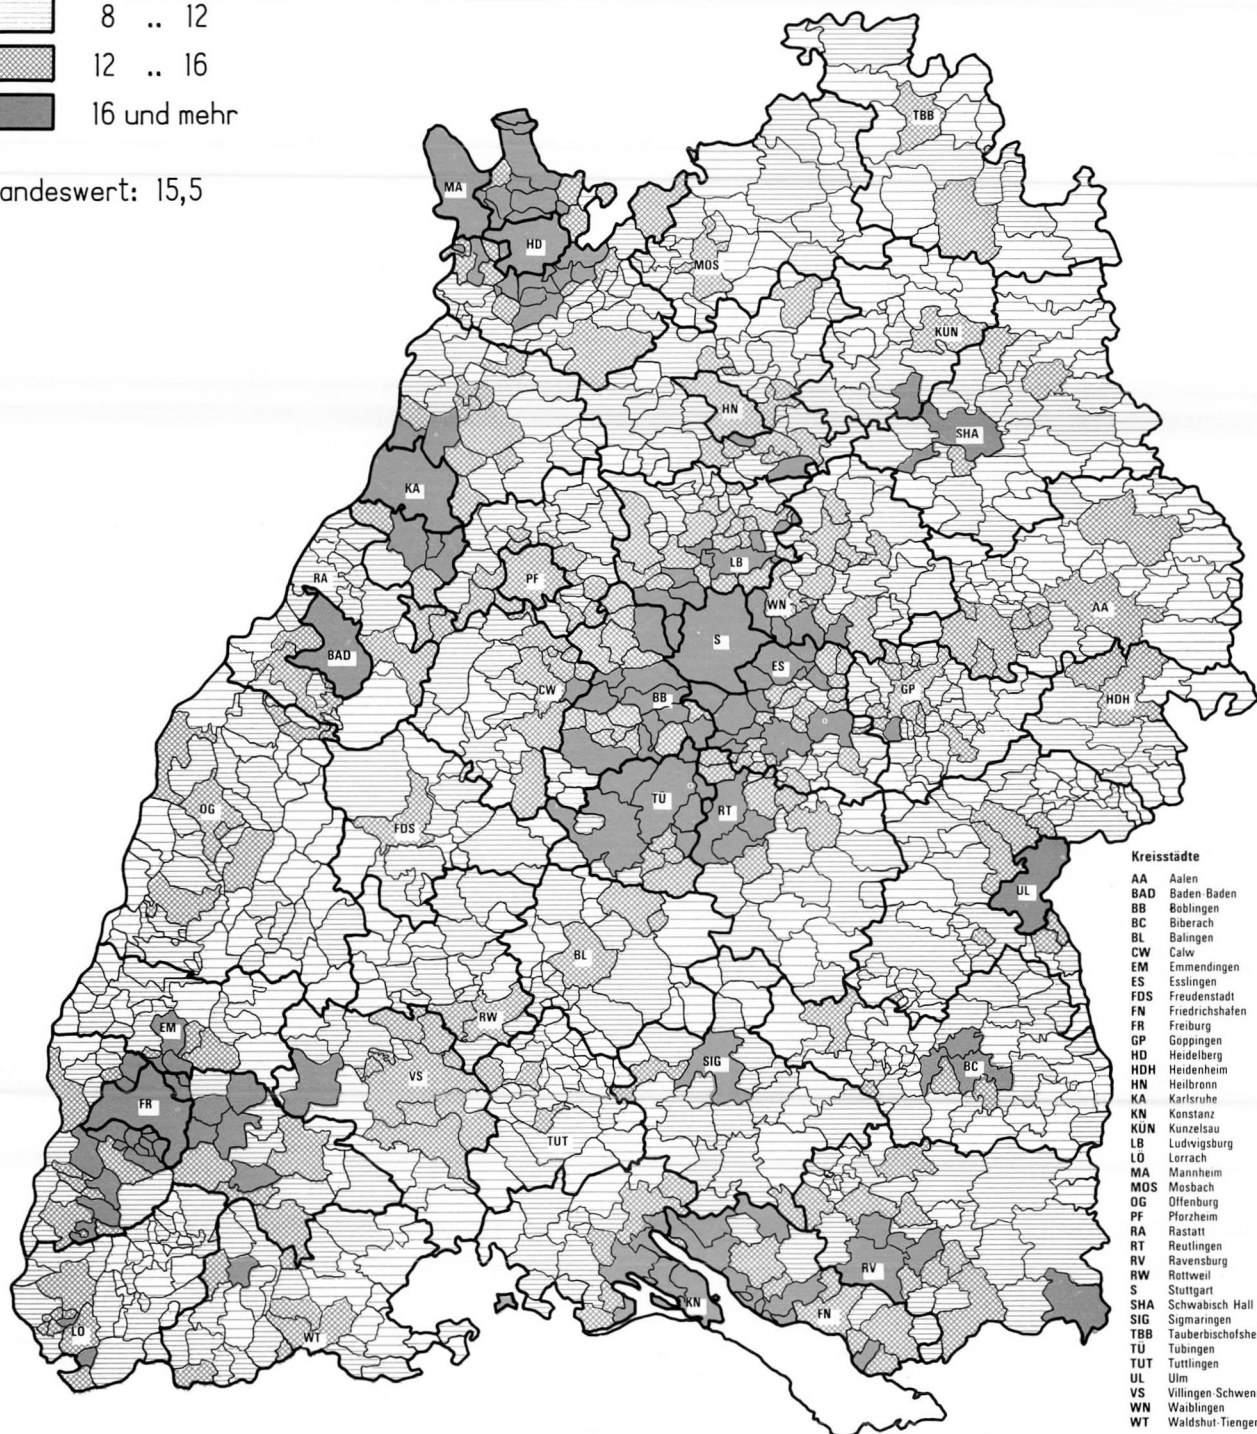 8 .. 12
12 .. 16
16 und mehr
andeswert: 15,5
TBB
MA
HD
MOS
KÜN
HN
SHA
KA
LB
PF
RA
WN
AA
S
BAD
ES
CW
BB
GP
HDH
OG
TÜ
RT
FDS
UL
BL
RW
EM
SIG
BC
VS
FR
TUT
RV
KN
FN
LÖ
WT
Kreisstädte
AA Aalen
BAD Baden-Baden
BB Böblingen
BC Biberach
BL Balingen
CW Calw
EM Emmendingen
ES Esslingen
FDS Freudenstadt
FN Friedrichshafen
FR Freiburg
GP Goppingen
HD Heidelberg
HDH Heidenheim
HN Heilbronn
KA Karlsruhe
KN Konstanz
KÜN Kunzelsau
LB Ludwigsburg
LÖ Lorrach
MA Mannheim
MOS Mosbach
OG Offenburg
PF Pforzheim
RA Rastatt
RT Reutlingen
RV Ravensburg
RW Rottweil
S Stuttgart
SHA Schwabisch Hall
SIG Sigmaringen
TBB Tauberbischofshe
TÜ Tubingen
TUT Tuttlingen
UL Ulm
VS Villingen-Schwen
WN Waiblingen
WT Waldshut-Tiengen